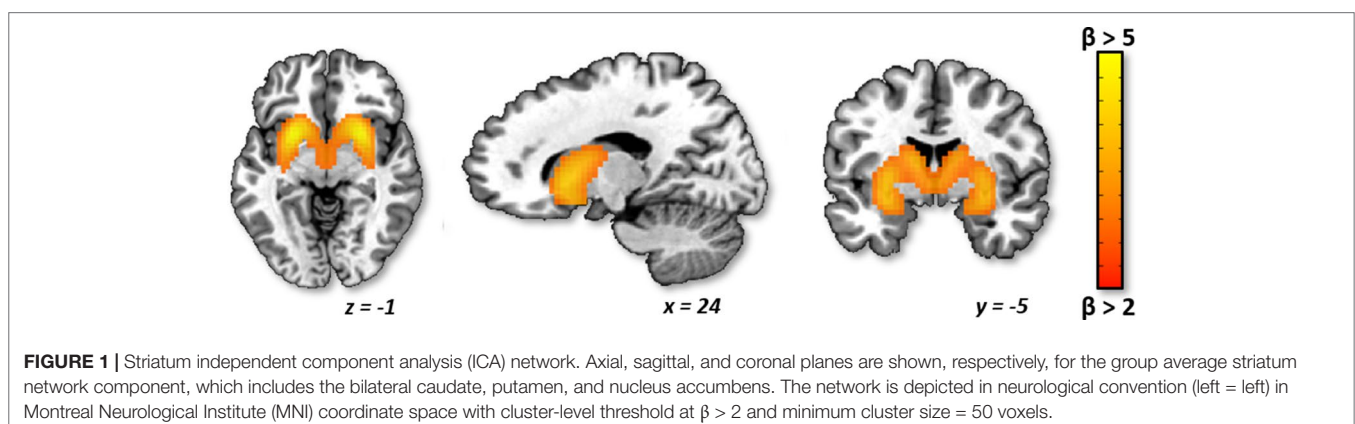 β > 5
z = -1
x = 24
y = -5
β > 2
FIGURE 1 | Striatum independent component analysis (ICA) network. Axial, sagittal, and coronal planes are shown, respectively, for the group average striatum
network component, which includes the bilateral caudate, putamen, and nucleus accumbens. The network is depicted in neurological convention (left = left) in
Montreal Neurological Institute (MNI) coordinate space with cluster-level threshold at β > 2 and minimum cluster size = 50 voxels.